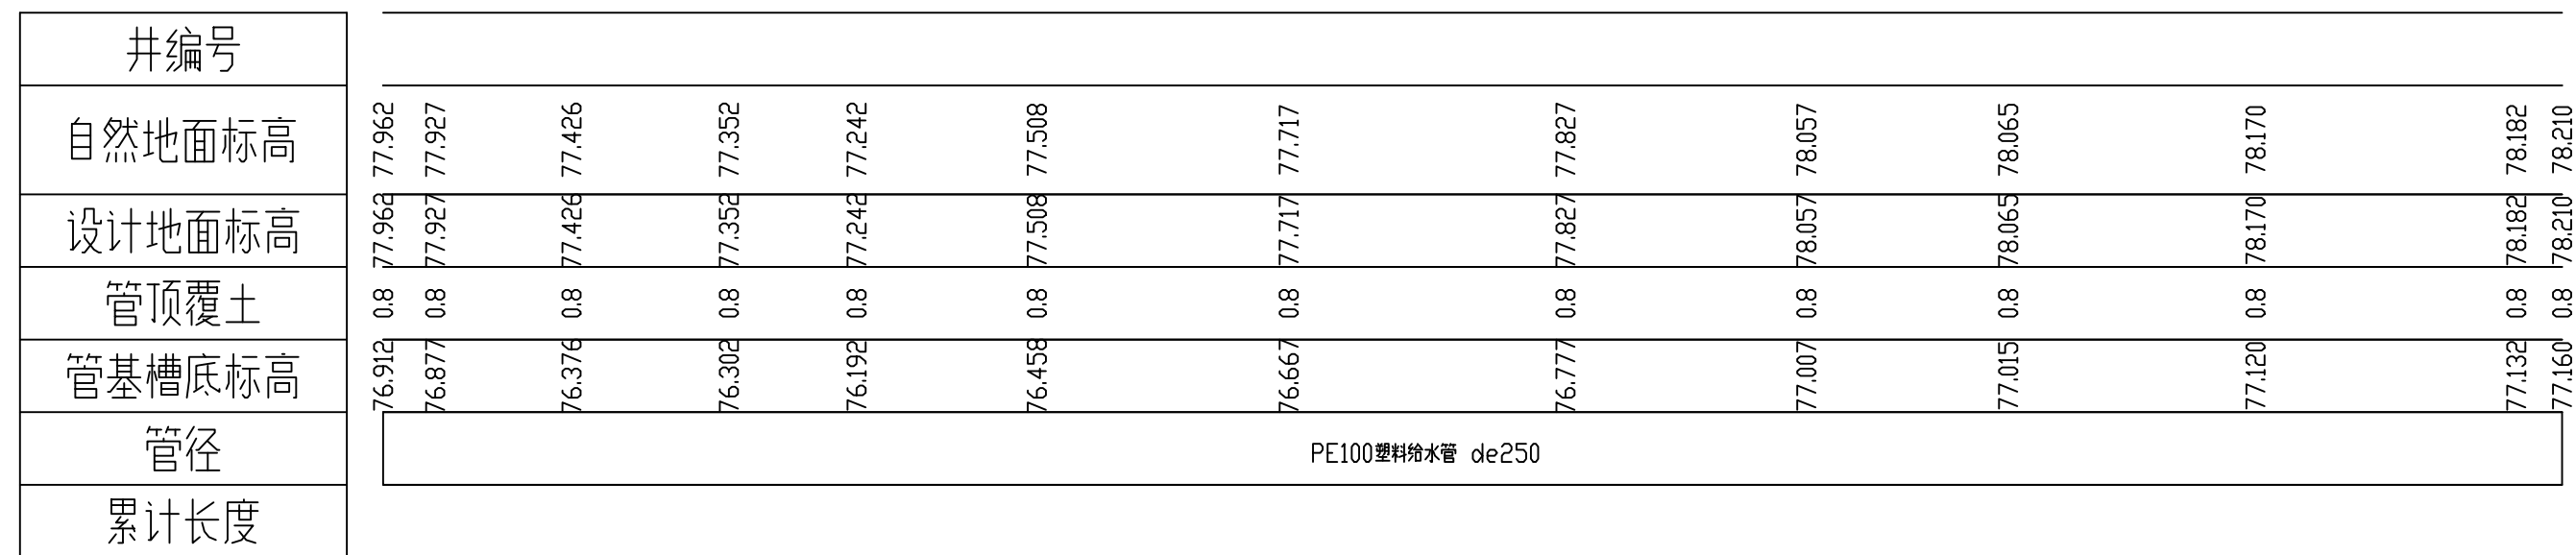 井编号
自然地面标高 77.962 77.927 77.426 77.352 77.242 77.508 77.717 77.827 78.057 78.065 78.170 78.182 78.210
设计地面标高 77.962 77.927 77.426 77.352 77.242 77.508 77.717 77.827 78.057 78.065 78.170 78.182 78.210
管顶覆土 0.8 0.8 0.8 0.8 0.8 0.8 0.8 0.8 0.8 0.8 0.8 0.8 0.8
管基槽底标高 76.912 76.877 76.376 76.302 76.192 76.458 76.667 76.777 77.007 77.015 77.120 77.132 77.160
管径 PE100塑料给水管 de250
累计长度